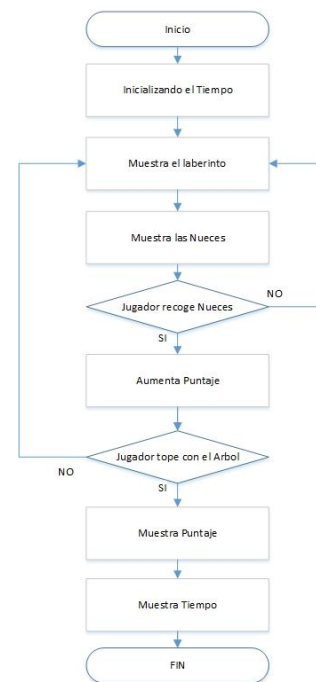 Inicio
Inicializando el Tiempo
Muestra el laberinto
Muestra las Nueces
Jugador recoge Nueces
NO
SI
Aumenta Puntaje
Jugador tope con el Arbol
NO
SI
Muestra Puntaje
Muestra Tiempo
FIN